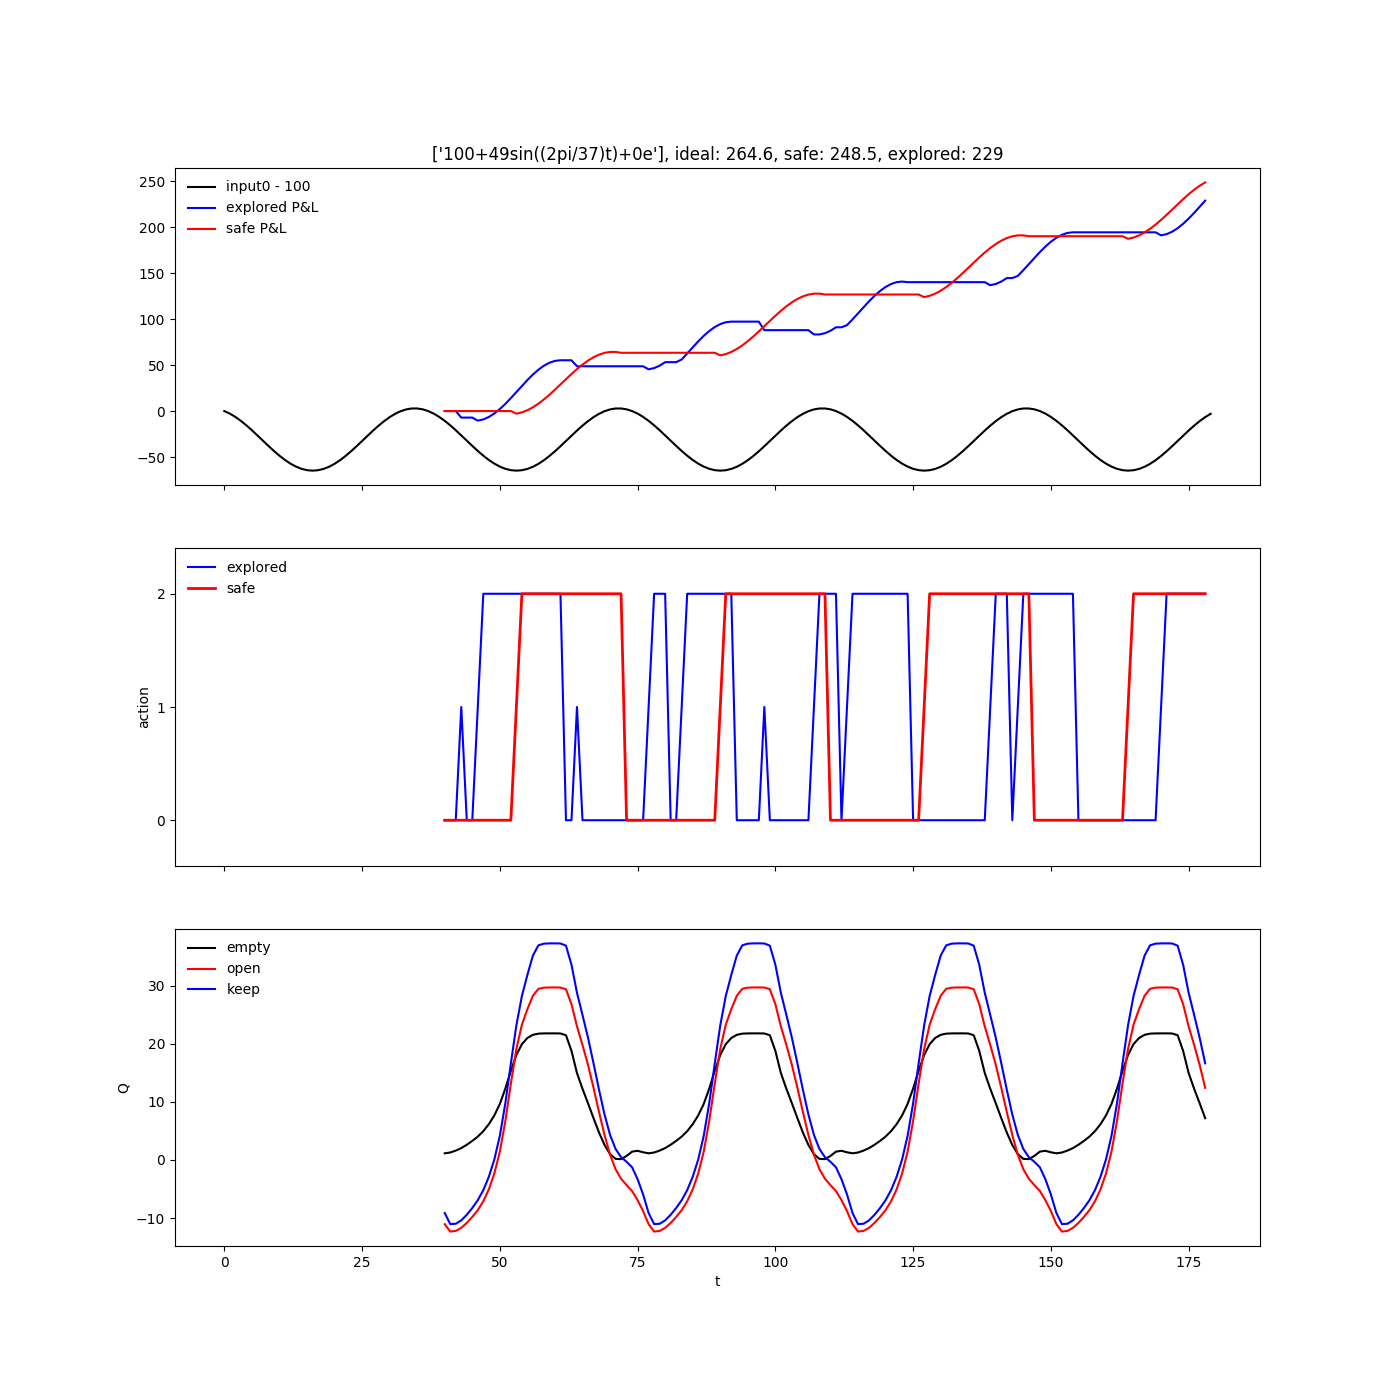 ['100+49sin((2pi/37)t)+0e'], ideal: 264.6, safe: 248.5, explored: 229
250
200
150
100
50
0
−50
input0 - 100
explored P&L
safe P&L
2
1
0
action
explored
safe
30
20
10
0
−10
Q
empty
open
keep
0 25 50 75 100 125 150 175
t